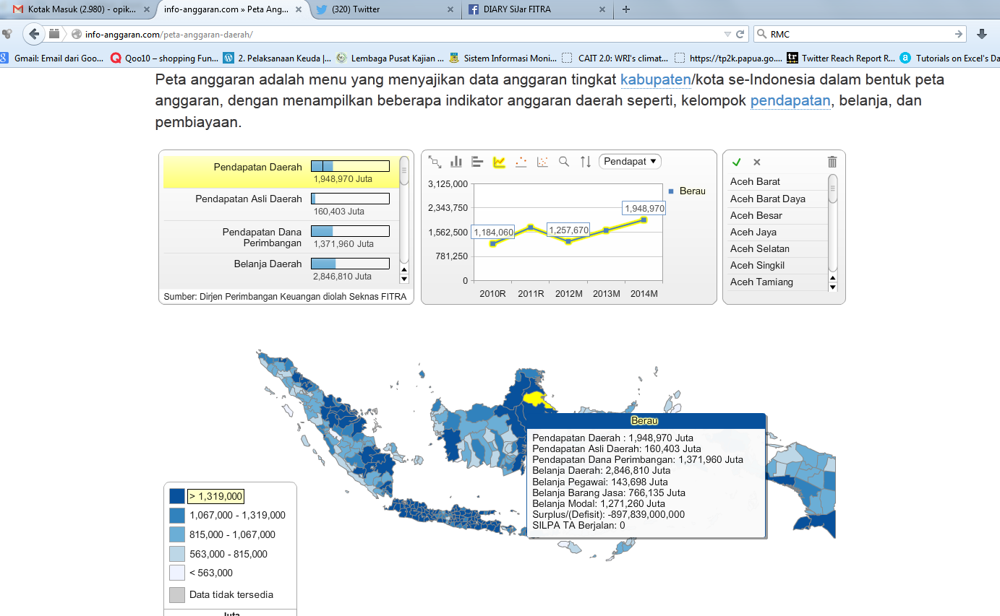 Kotak Masuk (2.980) - opik...
info-anggaran.com » Peta Ang...
(320) Twitter
DIARY SiJar FITRA
info-anggaran.com/peta-anggaran-daerah/
RMC
Gmail: Email dari Goo...
Qoo10 – shopping Fun...
2. Pelaksanaan Keuda |...
Lembaga Pusat Kajian ...
Sistem Informasi Moni...
CAIT 2.0: WRI's climat...
https://tp2k.papua.go....
tr Twitter Reach Report R...
a Tutorials on Excel's Da
Peta anggaran adalah menu yang menyajikan data anggaran tingkat kabupaten/kota se-Indonesia dalam bentuk peta
anggaran, dengan menampilkan beberapa indikator anggaran daerah seperti, kelompok pendapatan, belanja, dan
pembiayaan.
Pendapatan Daerah
1,948,970 Juta
Pendapatan Asli Daerah
160,403 Juta
Pendapatan Dana
Perimbangan
1,371,960 Juta
Belanja Daerah
2,846,810 Juta
Sumber: Dirjen Perimbangan Keuangan diolah Seknas FITRA
Pendapat
3,125,000
2,343,750
1,562,500
781,250
0
1,184,060
1,257,670
1,948,970
Berau
2010R 2011R 2012M 2013M 2014M
Aceh Barat
Aceh Barat Daya
Aceh Besar
Aceh Jaya
Aceh Selatan
Aceh Singkil
Aceh Tamiang
Berau
Pendapatan Daerah : 1,948,970 Juta
Pendapatan Asli Daerah: 160,403 Juta
Pendapatan Dana Perimbangan: 1,371,960 Juta
Belanja Daerah: 2,846,810 Juta
Belanja Pegawai: 143,698 Juta
Belanja Barang Jasa: 766,135 Juta
Belanja Modal: 1,271,260 Juta
Surplus/(Defisit): -897,839,000,000
SILPA TA Berjalan: 0
> 1,319,000
1,067,000 - 1,319,000
815,000 - 1,067,000
563,000 - 815,000
< 563,000
Data tidak tersedia
Juta